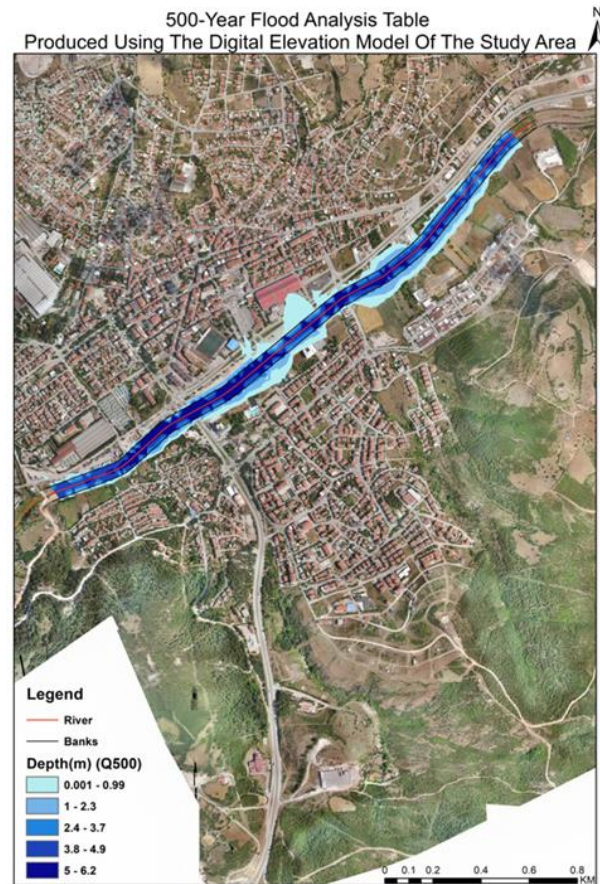 500-Year Flood Analysis Table
Produced Using The Digital Elevation Model Of The Study Area
N
Legend
River
Banks
Depth(m) (Q500)
0.001 - 0.99
1 - 2.3
2.4 - 3.7
3.8 - 4.9
5 - 6.2
0 0.1 0.2 0.4 0.6 0.8
KM